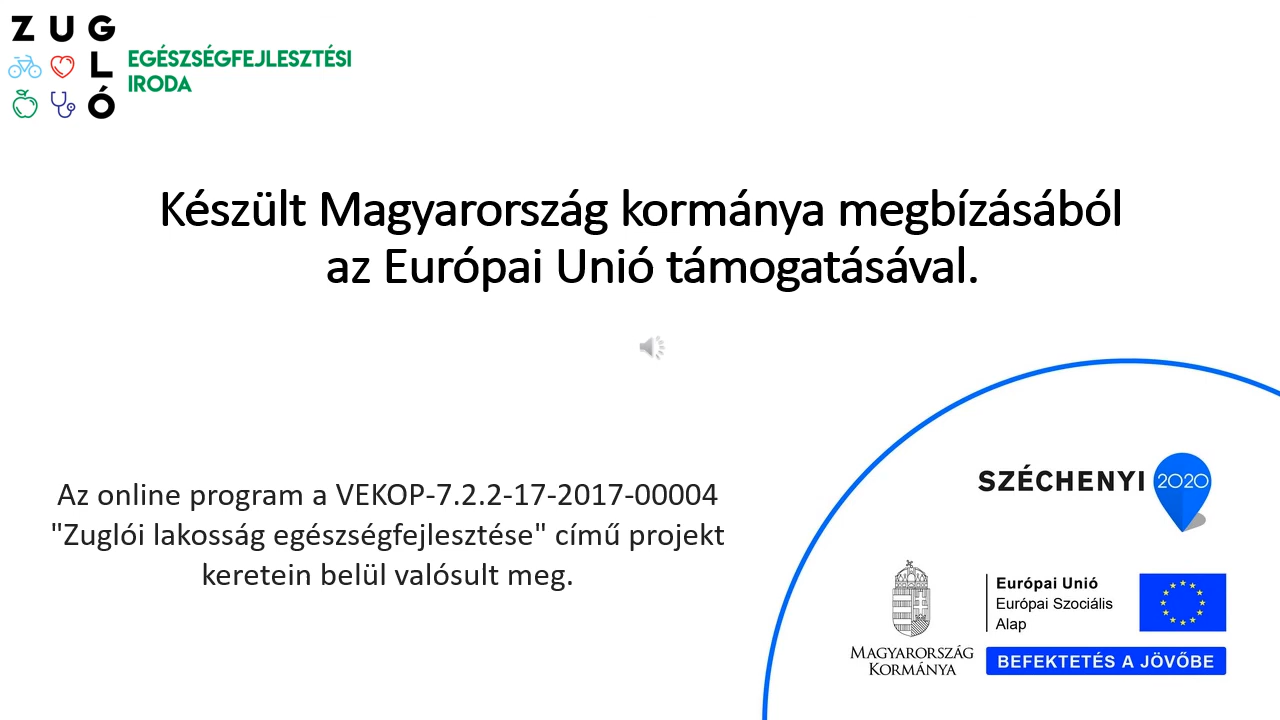 ZUGLÓ
EGÉSZSÉGFEJLESZTÉSI
IRODA
Készült Magyarország kormánya megbízásából
az Európai Unió támogatásával.
Az online program a VEKOP-7.2.2-17-2017-00004
"Zuglói lakosság egészségfejlesztése" című projekt
keretein belül valósult meg.
SZÉCHENYI 2020
Európai Unió
Európai Szociális
Alap
MAGYARORSZÁG
KORMÁNYA
BEFEKTETÉS A JÖVŐBE